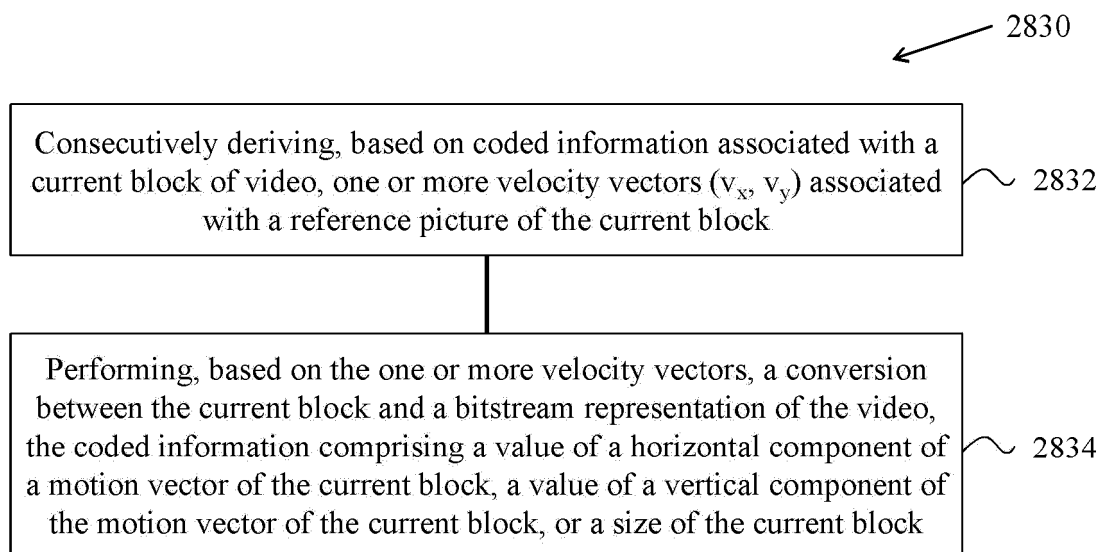 2830
Consecutively deriving, based on coded information associated with a
current block of video, one or more velocity vectors (vₓ, vᵧ) associated
with a reference picture of the current block
2832
Performing, based on the one or more velocity vectors, a conversion
between the current block and a bitstream representation of the video,
the coded information comprising a value of a horizontal component of
a motion vector of the current block, a value of a vertical component of
the motion vector of the current block, or a size of the current block
2834